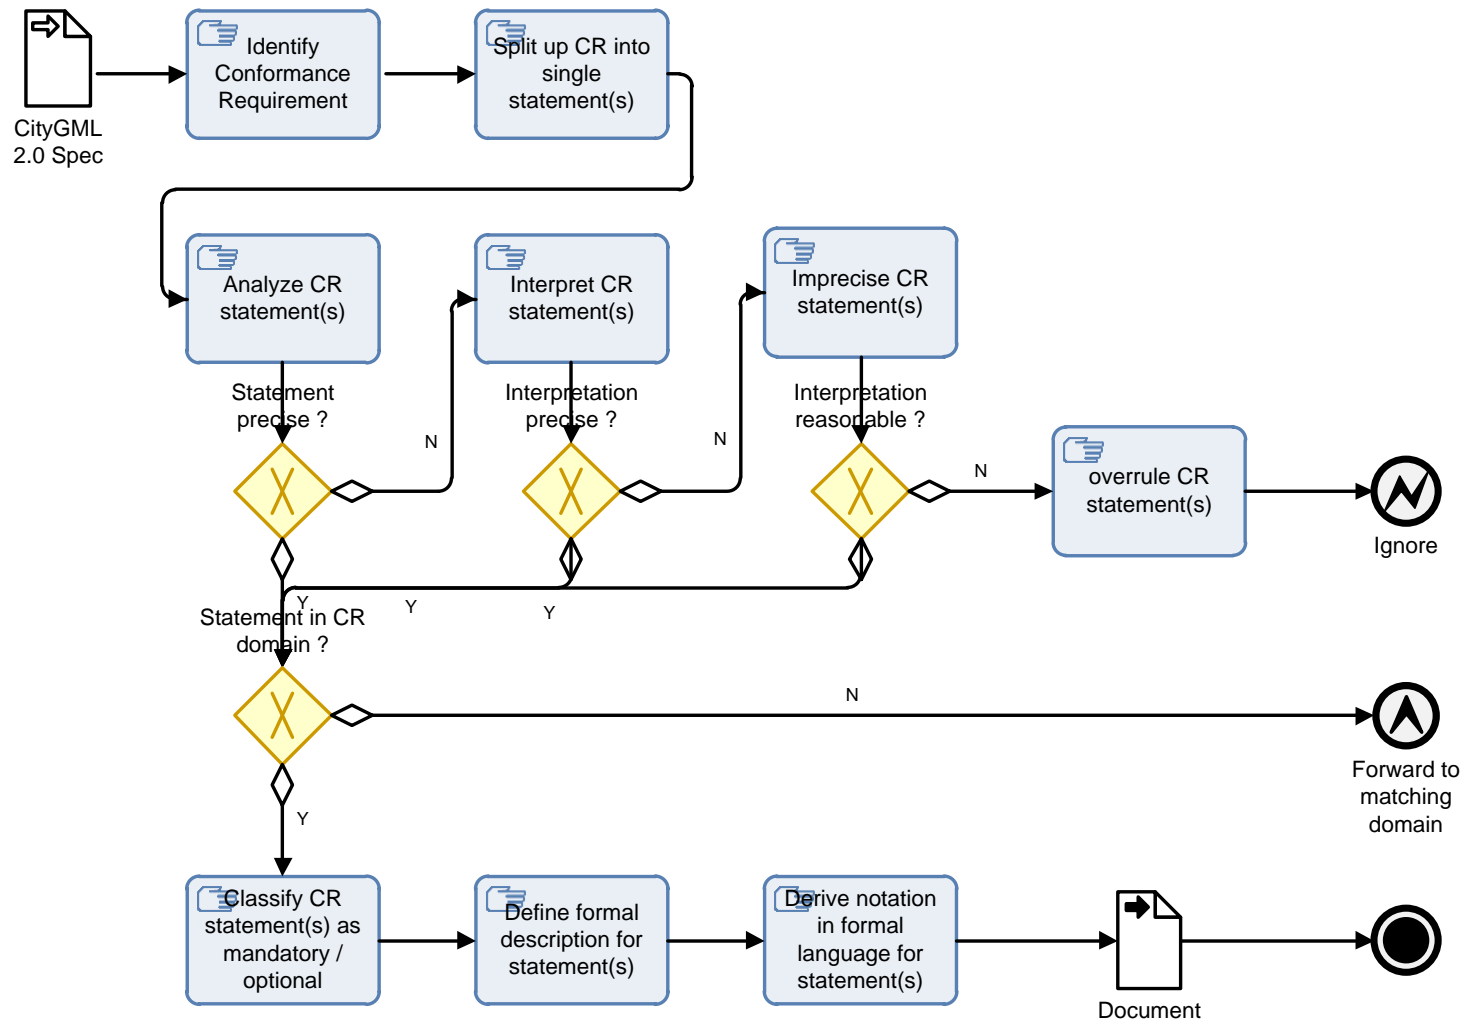 Identify
Conformance
Requirement
Split up CR into
single
statement(s)
CityGML
2.0 Spec
Analyze CR
statement(s)
Interpret CR
statement(s)
Imprecise CR
statement(s)
Statement
precise ?
Interpretation
precise ?
Interpretation
reasonable ?
N
N
N
overrule CR
statement(s)
Ignore
Y
Y
Y
Statement in CR
domain ?
N
Forward to
matching
domain
Y
Classify CR
statement(s) as
mandatory /
optional
Define formal
description for
statement(s)
Derive notation
in formal
language for
statement(s)
Document